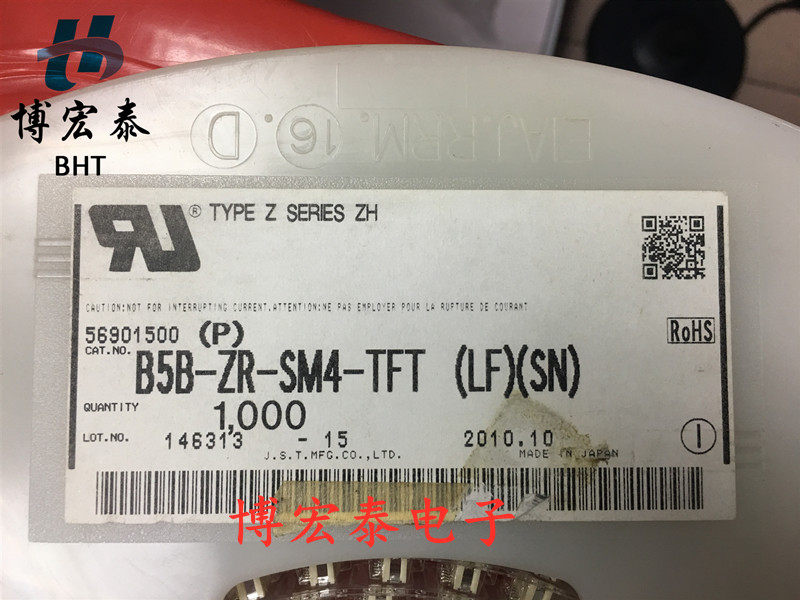 博宏泰
BHT
EIAJ.RRM.16.D
® TYPE Z SERIES ZH
CAUTION:NOT FOR INTERRUPTING CURRENT.ATTENTION:NE PAS EMPLOYER POUR LA RUPTURE DE COURANT
56901500 (P)
RoHS
CAT.NO. B5B-ZR-SM4-TFT (LF)(SN)
QUANTITY 1,000
LOT.NO. 146313 -15 2010.10
J.S.T.MFG.CO.,LTD. MADE IN JAPAN
博宏泰电子